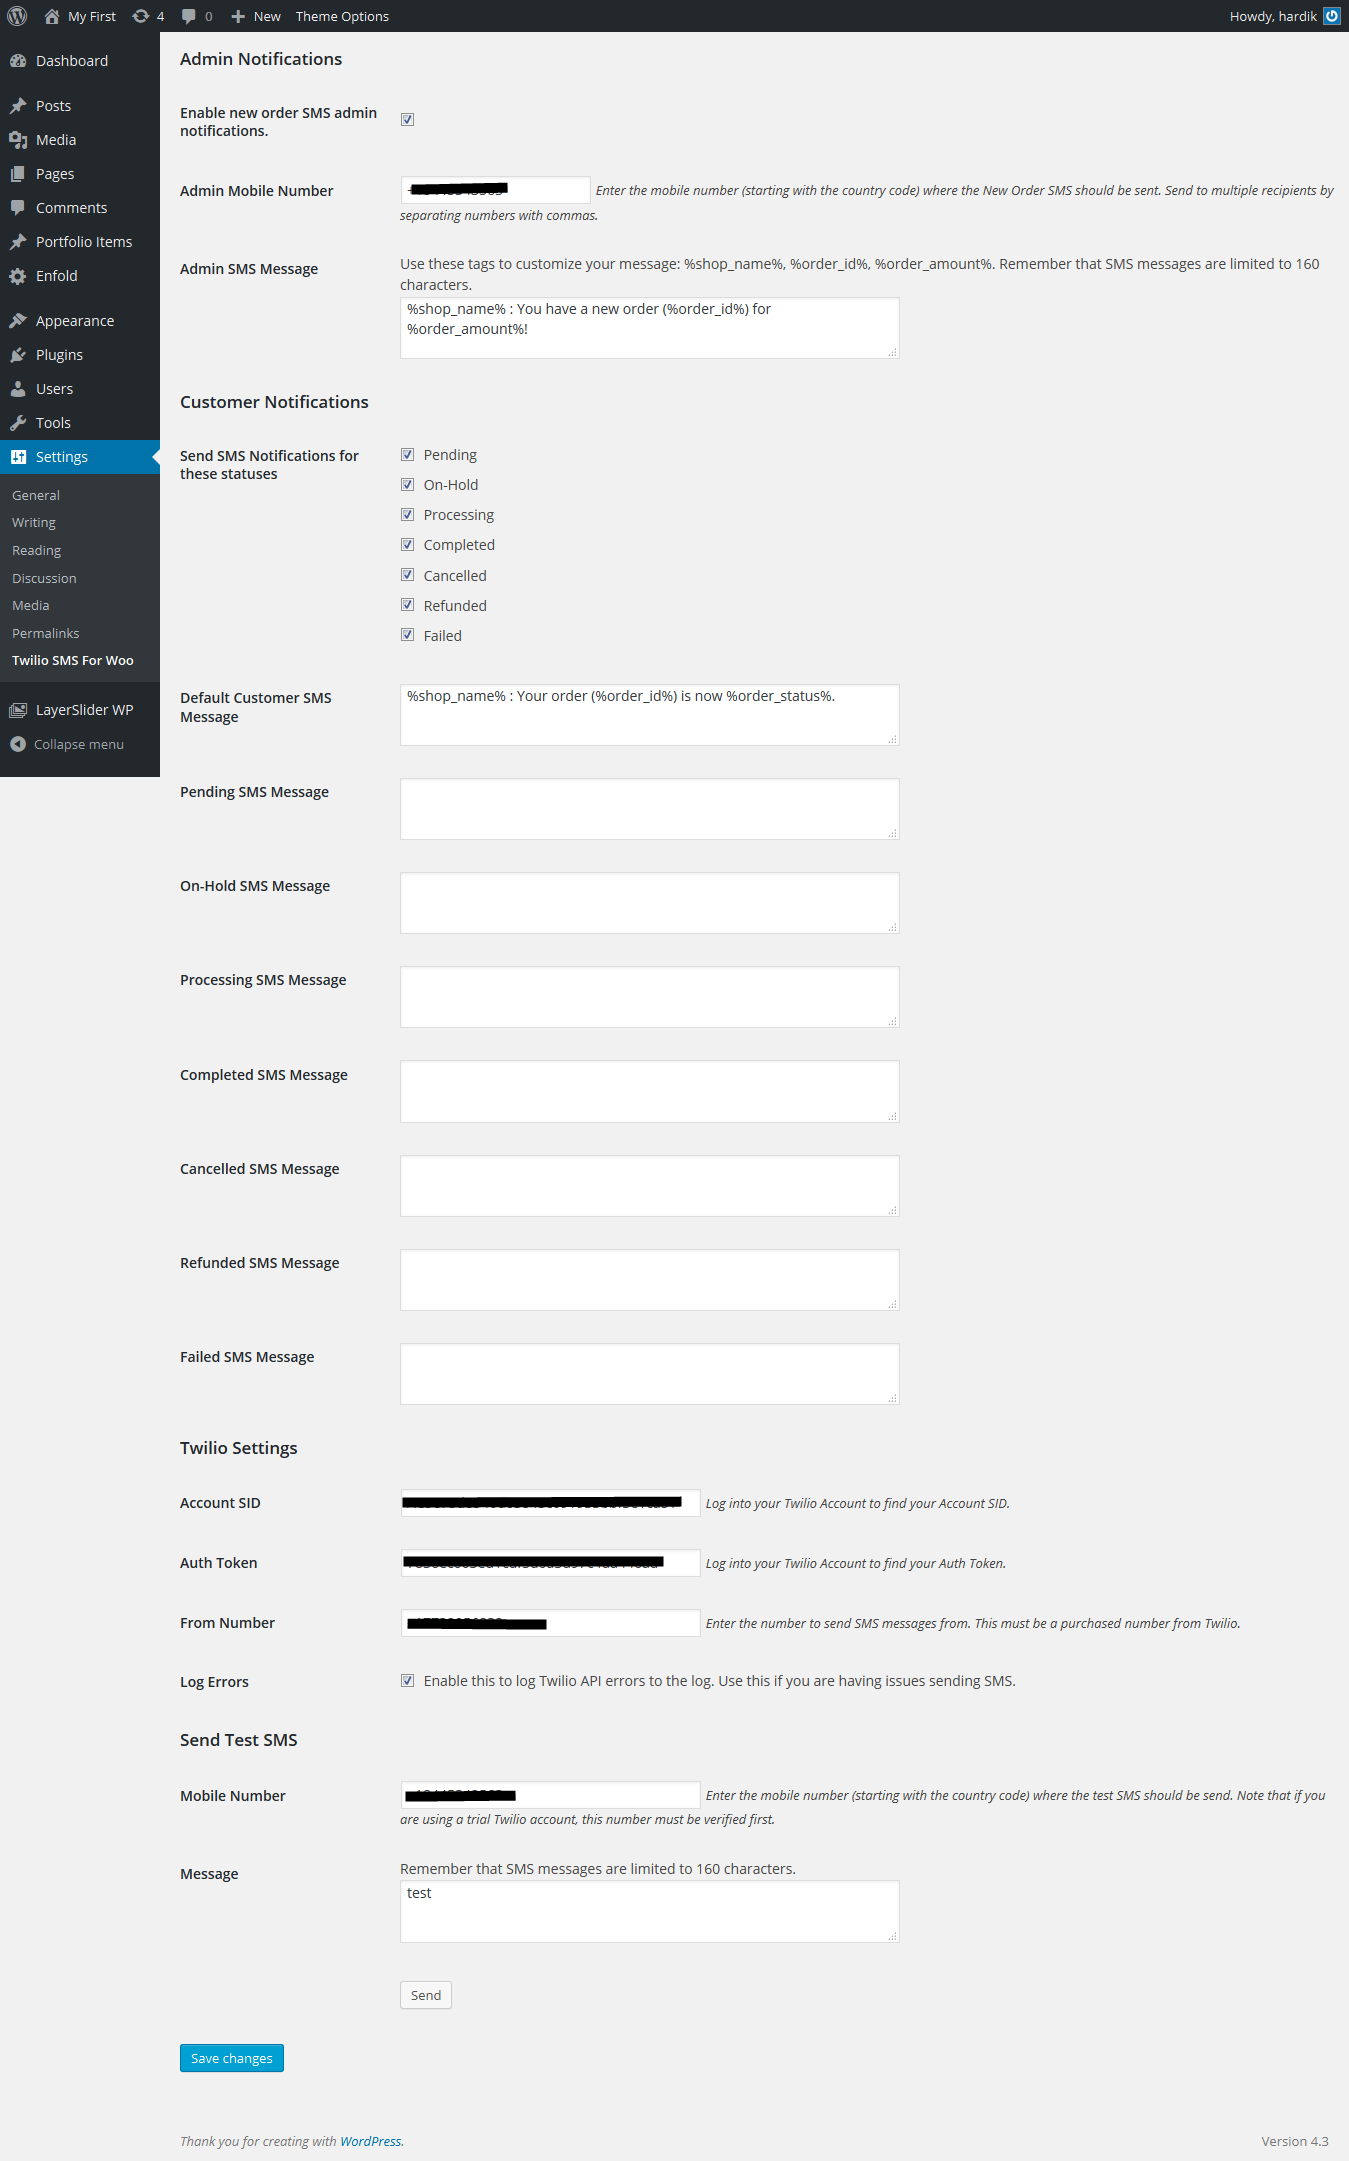 My First 4 0 New Theme Options Howdy, hardik
Dashboard
Posts
Media
Pages
Comments
Portfolio Items
Enfold
Appearance
Plugins
Users
Tools
Settings
General
Writing
Reading
Discussion
Media
Permalinks
Twilio SMS For Woo
LayerSlider WP
Collapse menu
Admin Notifications
Enable new order SMS admin
notifications.
Admin Mobile Number
Enter the mobile number (starting with the country code) where the New Order SMS should be sent. Send to multiple recipients by
separating numbers with commas.
Admin SMS Message
Use these tags to customize your message: %shop_name%, %order_id%, %order_amount%. Remember that SMS messages are limited to 160
characters.
%shop_name% : You have a new order (%order_id%) for
%order_amount%!
Customer Notifications
Send SMS Notifications for
these statuses
Pending
On-Hold
Processing
Completed
Cancelled
Refunded
Failed
Default Customer SMS
Message
%shop_name% : Your order (%order_id%) is now %order_status%.
Pending SMS Message
On-Hold SMS Message
Processing SMS Message
Completed SMS Message
Cancelled SMS Message
Refunded SMS Message
Failed SMS Message
Twilio Settings
Account SID
Log into your Twilio Account to find your Account SID.
Auth Token
Log into your Twilio Account to find your Auth Token.
From Number
Enter the number to send SMS messages from. This must be a purchased number from Twilio.
Log Errors
Enable this to log Twilio API errors to the log. Use this if you are having issues sending SMS.
Send Test SMS
Mobile Number
Enter the mobile number (starting with the country code) where the test SMS should be send. Note that if you
are using a trial Twilio account, this number must be verified first.
Message
Remember that SMS messages are limited to 160 characters.
test
Send
Save changes
Thank you for creating with WordPress.
Version 4.3